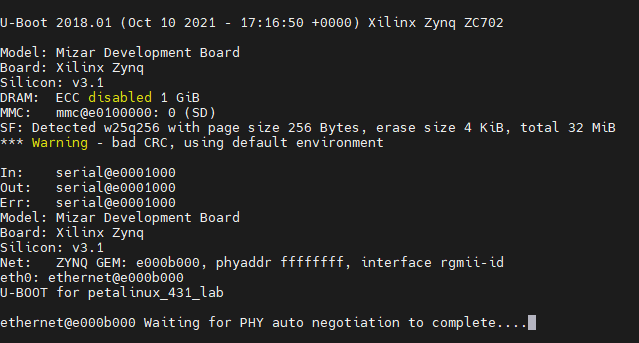 U-Boot 2018.01 (Oct 10 2021 - 17:16:50 +0000) Xilinx Zynq ZC702
Model: Mizar Development Board
Board: Xilinx Zynq
Silicon: v3.1
DRAM:  ECC disabled 1 GiB
MMC:   mmc@e0100000: 0 (SD)
SF: Detected w25q256 with page size 256 Bytes, erase size 4 KiB, total 32 MiB
*** Warning - bad CRC, using default environment
In:    serial@e0001000
Out:   serial@e0001000
Err:   serial@e0001000
Model: Mizar Development Board
Board: Xilinx Zynq
Silicon: v3.1
Net:   ZYNQ GEM: e000b000, phyaddr ffffffff, interface rgmii-id
eth0: ethernet@e000b000
U-BOOT for petalinux_431_lab
ethernet@e000b000 Waiting for PHY auto negotiation to complete....